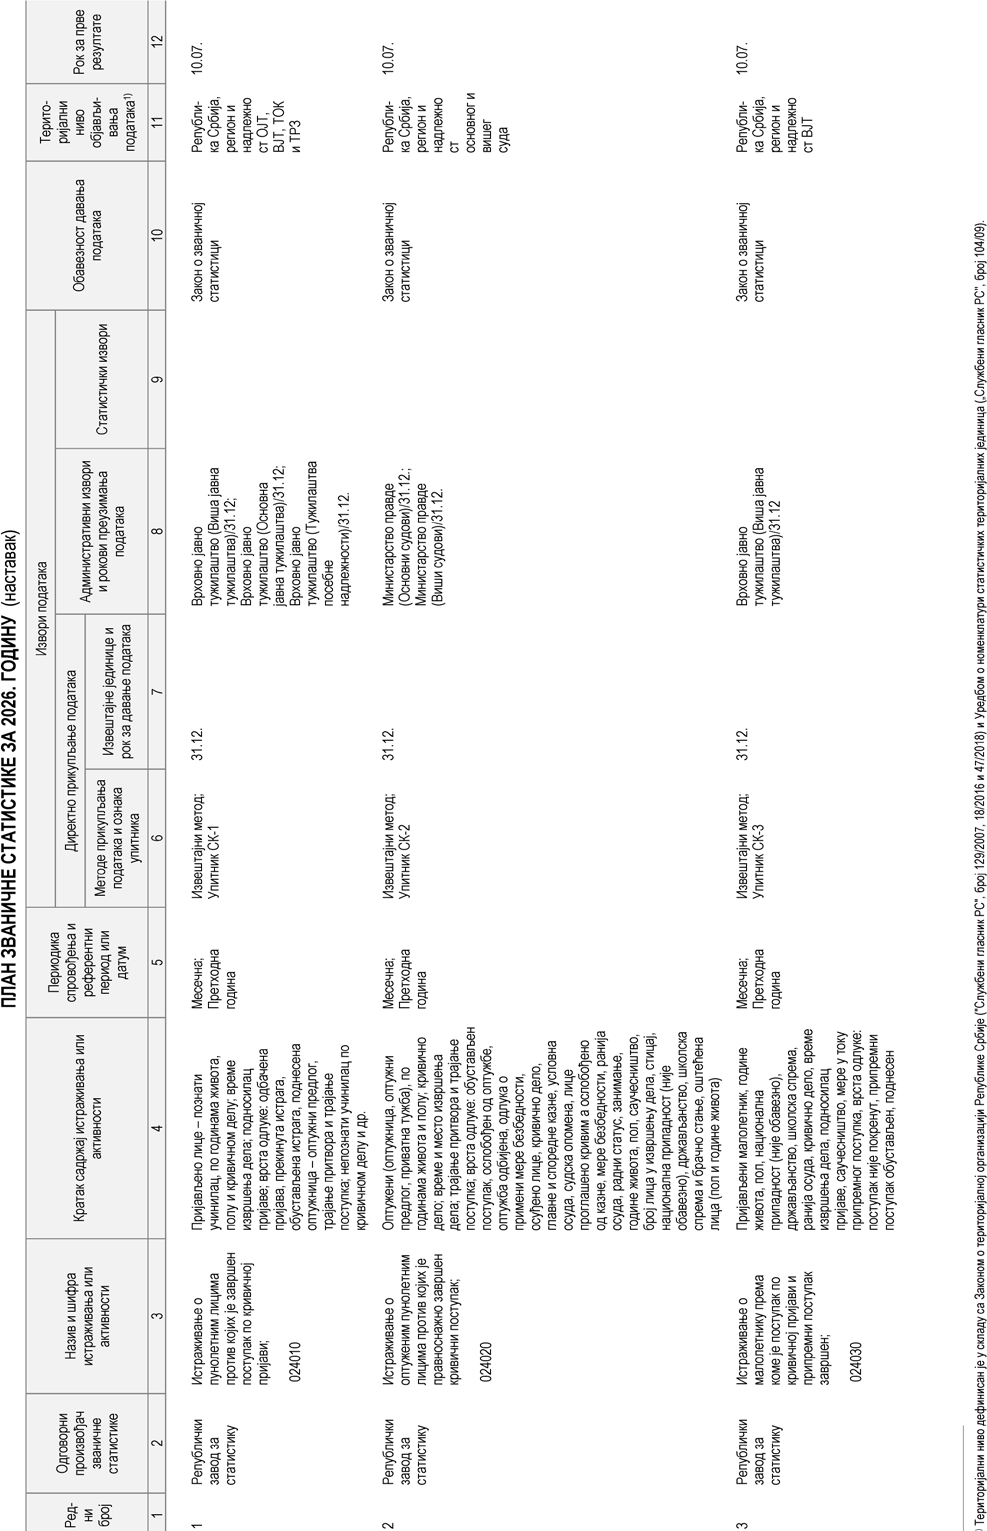 ПЛАН ЗВАНИЧНЕ СТАТИСТИКЕ ЗА 2026. ГОДИНУ (наставак)
Ред-
ни
број
Одговорни
произвођач
званичне
статистике
Назив и шифра
истраживања или
активности
Кратак садржај истраживања или
активности
Периодика
спровођења и
референтни
период или
датум
Извори података
Директно прикупљање података
Методе прикупљања
података и ознака
упитника
Извештајне јединице и
рок за давање података
Административни извори
и рокови преузимања
података
Статистички извори
Обавезност давања
података
Терито-
ријални
ниво
објављи-
вања
података¹⁾
Рок за прве
резултате
1
2
3
4
5
6
7
8
9
10
11
12
1
Републички
завод за
статистику
Истраживање о
пунолетним лицима
против којих је завршен
поступак по кривичној
пријави;
024010
Пријављено лице – познати
учинилац, по годинама живота,
полу и кривичном делу; време
извршења дела; подносилац
пријаве; врста одлуке: одбачена
пријава, прекинута истрага,
обустављена истрага, поднесена
оптужница – оптужни предлог,
трајање притвора и трајање
поступка; непознати учинилац по
кривичном делу и др.
Месечна;
Претходна
година
Извештајни метод;
Упитник СК-1
31.12.
Врховно јавно
тужилаштво (Виша јавна
тужилаштва)/31.12;
Врховно јавно
тужилаштво (Основна
јавна тужилаштва)/31.12;
Врховно јавно
тужилаштво (Тужилаштва
посебне
надлежности)/31.12.
Закон о званичној
статистици
Републи-
ка Србија,
регион и
надлежно
ст ОЈТ,
ВЈТ, ТОК
и ТРЗ
10.07.
2
Републички
завод за
статистику
Истраживање о
оптуженим пунолетним
лицима против којих је
правноснажно завршен
кривични поступак;
024020
Оптужени (оптужница, оптужни
предлог, приватна тужба), по
годинама живота и полу; кривично
дело; време и место извршења
дела; трајање притвора и трајање
поступка; врста одлуке: обустављен
поступак, ослобођен од оптужбе,
оптужба одбијена, одлука о
примени мере безбедности,
осуђено лице, кривично дело,
главне и споредне казне, условна
осуда, судска опомена, лице
проглашено кривим а ослобођено
од казне, мере безбедности, ранија
осуда, радни статус, занимање,
године живота, пол, саучесништво,
број лица у извршењу дела, стицај,
национална припадност (није
обавезно), држављанство, школска
спрема и брачно стање, оштећена
лица (пол и године живота)
Месечна;
Претходна
година
Извештајни метод;
Упитник СК-2
31.12.
Министарство правде
(Основни судови)/31.12.;
Министарство правде
(Виши судови)/31.12.
Закон о званичној
статистици
Републи-
ка Србија,
регион и
надлежно
ст
основног и
вишег
суда
10.07.
3
Републички
завод за
статистику
Истраживање о
малолетнику према
коме је поступак по
кривичној пријави и
припремни поступак
завршен;
024030
Пријављени малолетник, године
живота, пол, национална
припадност (није обавезно),
држављанство, школска спрема,
ранија осуда, кривично дело, време
извршења дела, подносилац
пријаве, саучесништво, мере у току
припремног поступка, врста одлуке:
поступак није покренут, припремни
поступак обустављен, поднесен
Месечна;
Претходна
година
Извештајни метод;
Упитник СК-3
31.12.
Врховно јавно
тужилаштво (Виша јавна
тужилаштва)/31.12
Закон о званичној
статистици
Републи-
ка Србија,
регион и
надлежно
ст ВЈТ
10.07.
⁾ Територијални ниво дефинисан је у складу са Законом о територијалној организацији Републике Србије ("Службени гласник РС", број 129/2007, 18/2016 и 47/2018) и Уредбом о номенклатури статистичких територијалних јединица („Службени гласник РС", број 104/09).